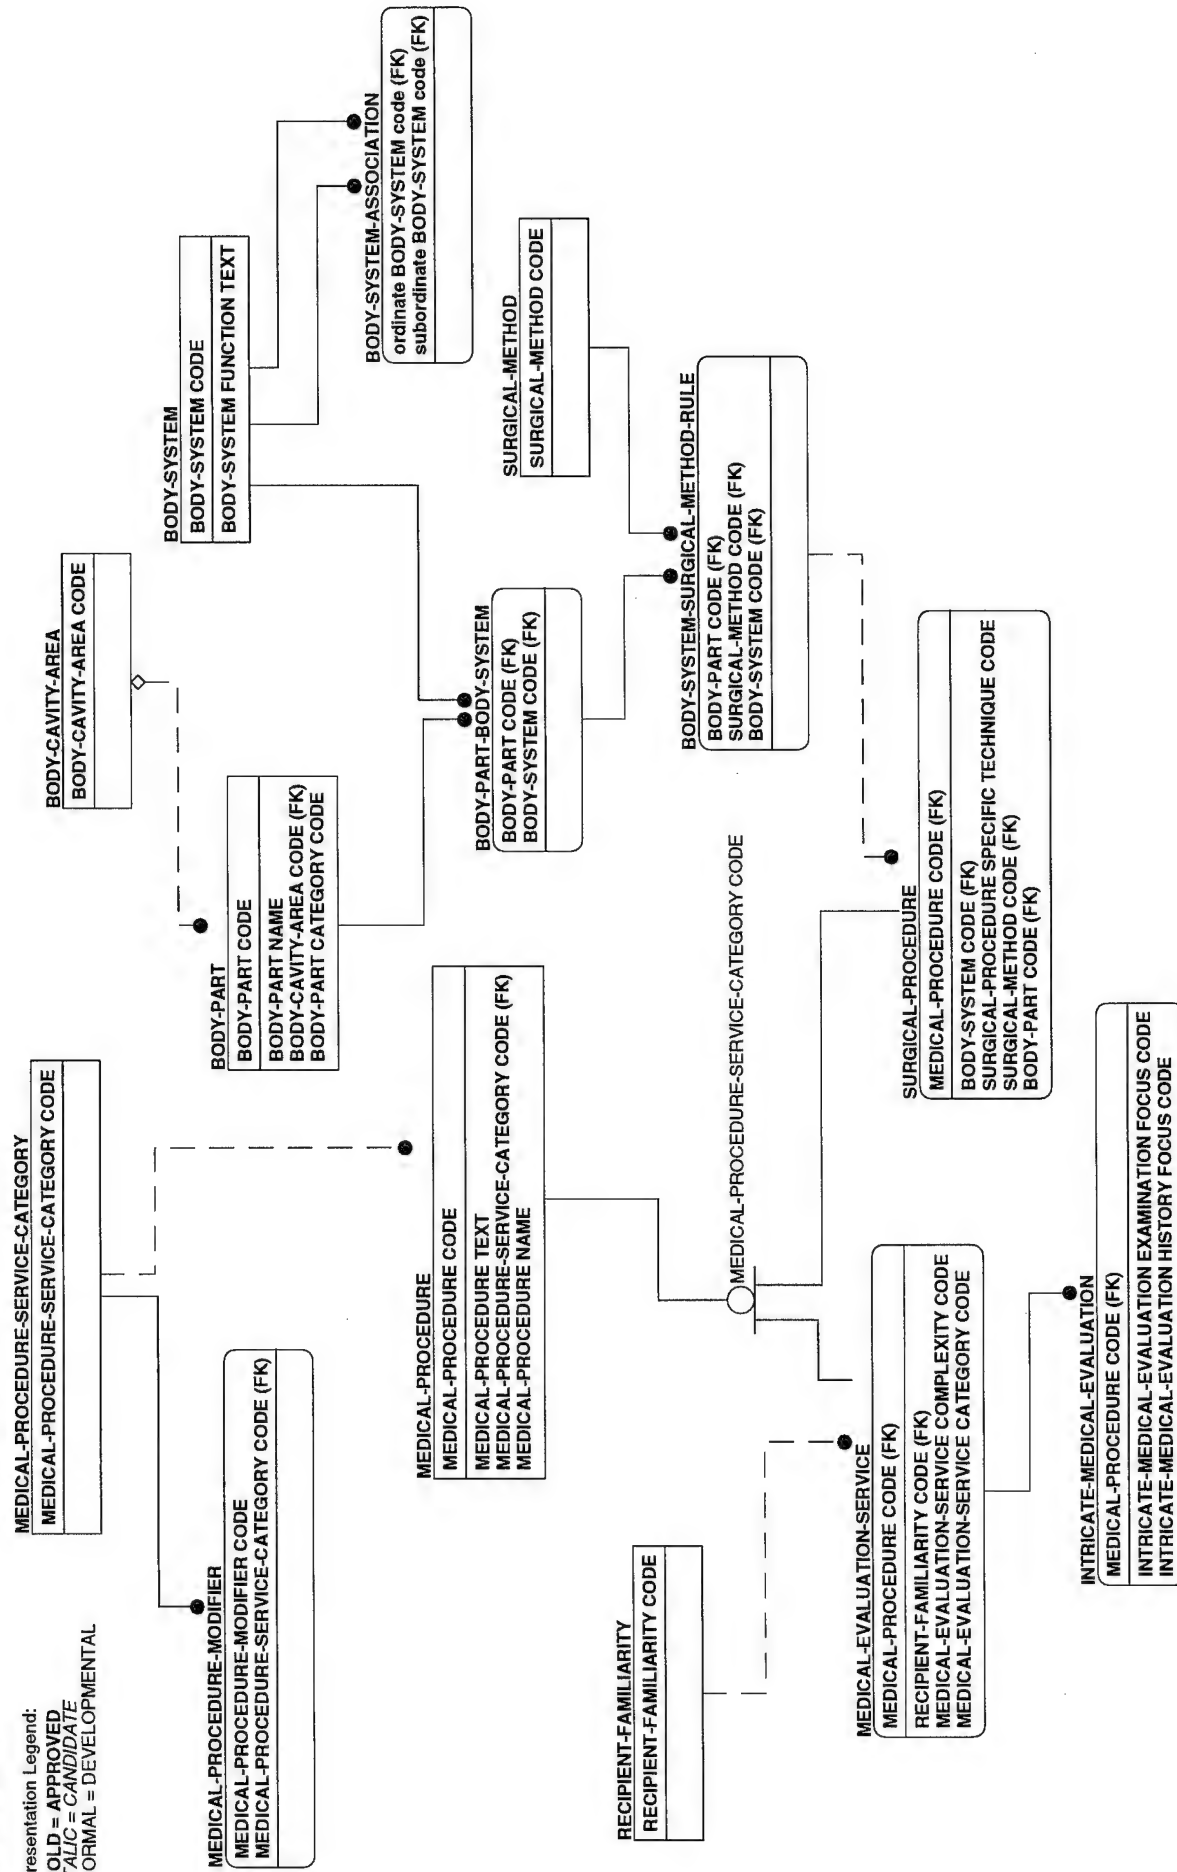 resentation Legend:
OLD = APPROVED
TALIC = CANDIDATE
ORMAL = DEVELOPMENTAL
MEDICAL-PROCEDURE-SERVICE-CATEGORY
MEDICAL-PROCEDURE-SERVICE-CATEGORY CODE
BODY-CAVITY-AREA
BODY-CAVITY-AREA CODE
BODY-SYSTEM
BODY-SYSTEM CODE
BODY-SYSTEM FUNCTION TEXT
MEDICAL-PROCEDURE-MODIFIER
MEDICAL-PROCEDURE-MODIFIER CODE
MEDICAL-PROCEDURE-SERVICE-CATEGORY CODE (FK)
BODY-PART
BODY-PART CODE
BODY-PART NAME
BODY-CAVITY-AREA CODE (FK)
BODY-PART CATEGORY CODE
BODY-SYSTEM-ASSOCIATION
ordinate BODY-SYSTEM code (FK)
subordinate BODY-SYSTEM code (FK)
MEDICAL-PROCEDURE
MEDICAL-PROCEDURE CODE
MEDICAL-PROCEDURE TEXT
MEDICAL-PROCEDURE-SERVICE-CATEGORY CODE (FK)
MEDICAL-PROCEDURE NAME
BODY-PART-BODY-SYSTEM
BODY-PART CODE (FK)
BODY-SYSTEM CODE (FK)
SURGICAL-METHOD
SURGICAL-METHOD CODE
RECIPIENT-FAMILIARITY
RECIPIENT-FAMILIARITY CODE
MEDICAL-PROCEDURE-SERVICE-CATEGORY CODE
BODY-SYSTEM-SURGICAL-METHOD-RULE
BODY-PART CODE (FK)
SURGICAL-METHOD CODE (FK)
BODY-SYSTEM CODE (FK)
MEDICAL-EVALUATION-SERVICE
MEDICAL-PROCEDURE CODE (FK)
RECIPIENT-FAMILIARITY CODE (FK)
MEDICAL-EVALUATION-SERVICE COMPLEXITY CODE
MEDICAL-EVALUATION-SERVICE CATEGORY CODE
SURGICAL-PROCEDURE
MEDICAL-PROCEDURE CODE (FK)
BODY-SYSTEM CODE (FK)
SURGICAL-PROCEDURE SPECIFIC TECHNIQUE CODE
SURGICAL-METHOD CODE (FK)
BODY-PART CODE (FK)
INTRICATE-MEDICAL-EVALUATION
MEDICAL-PROCEDURE CODE (FK)
INTRICATE-MEDICAL-EVALUATION EXAMINATION FOCUS CODE
INTRICATE-MEDICAL-EVALUATION HISTORY FOCUS CODE